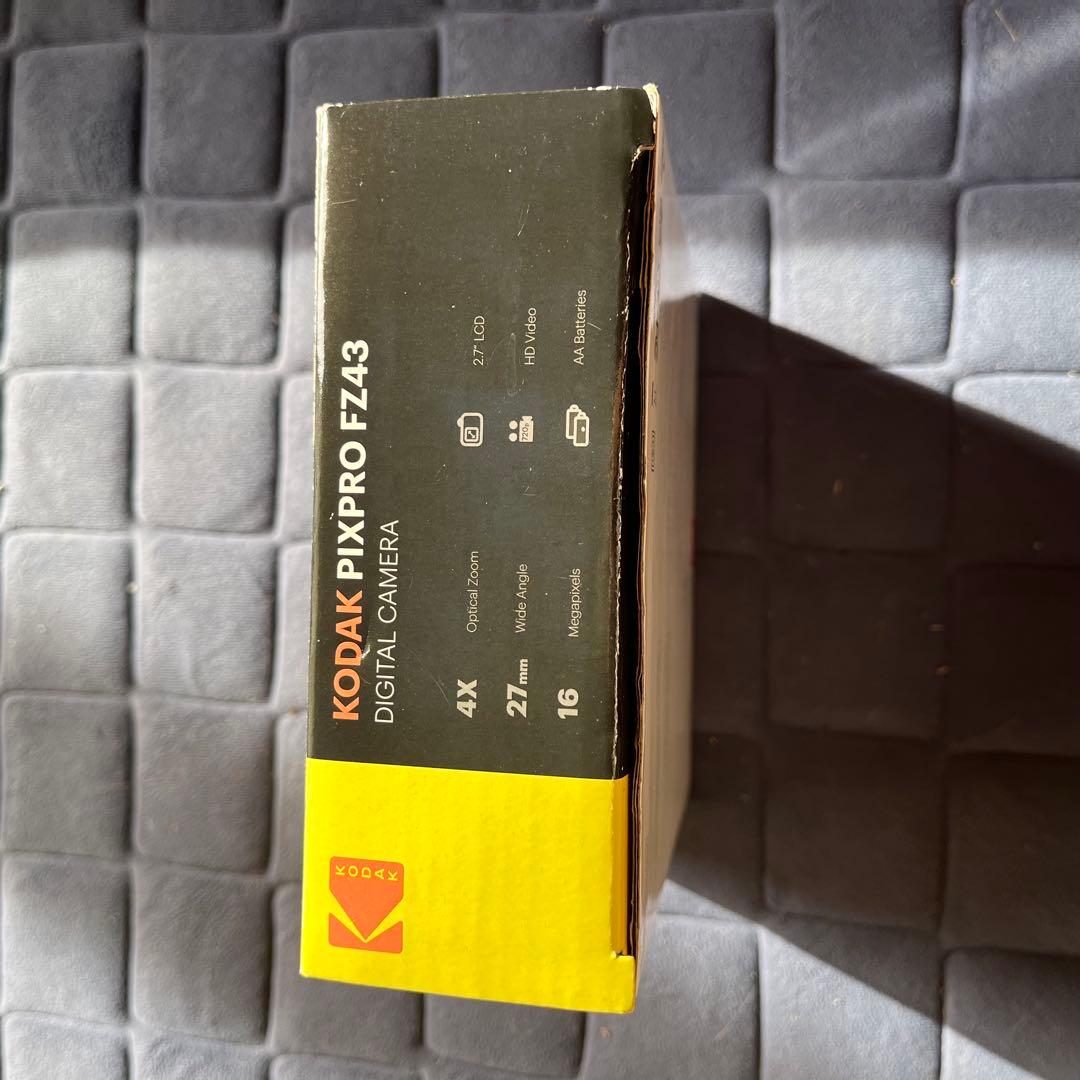 KODAK PIXPRO FZ43
DIGITAL CAMERA
4X Optical Zoom
27mm Wide Angle
16 Megapixels
2.7" LCD
720p HD Video
AA Batteries
KODAK